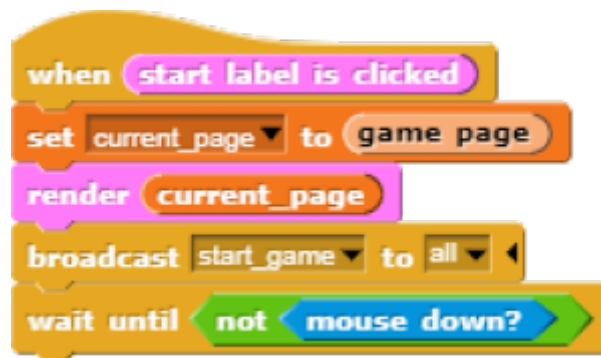 when start label is clicked
set current_page to game page
render current_page
broadcast start_game to all
wait until not mouse down?